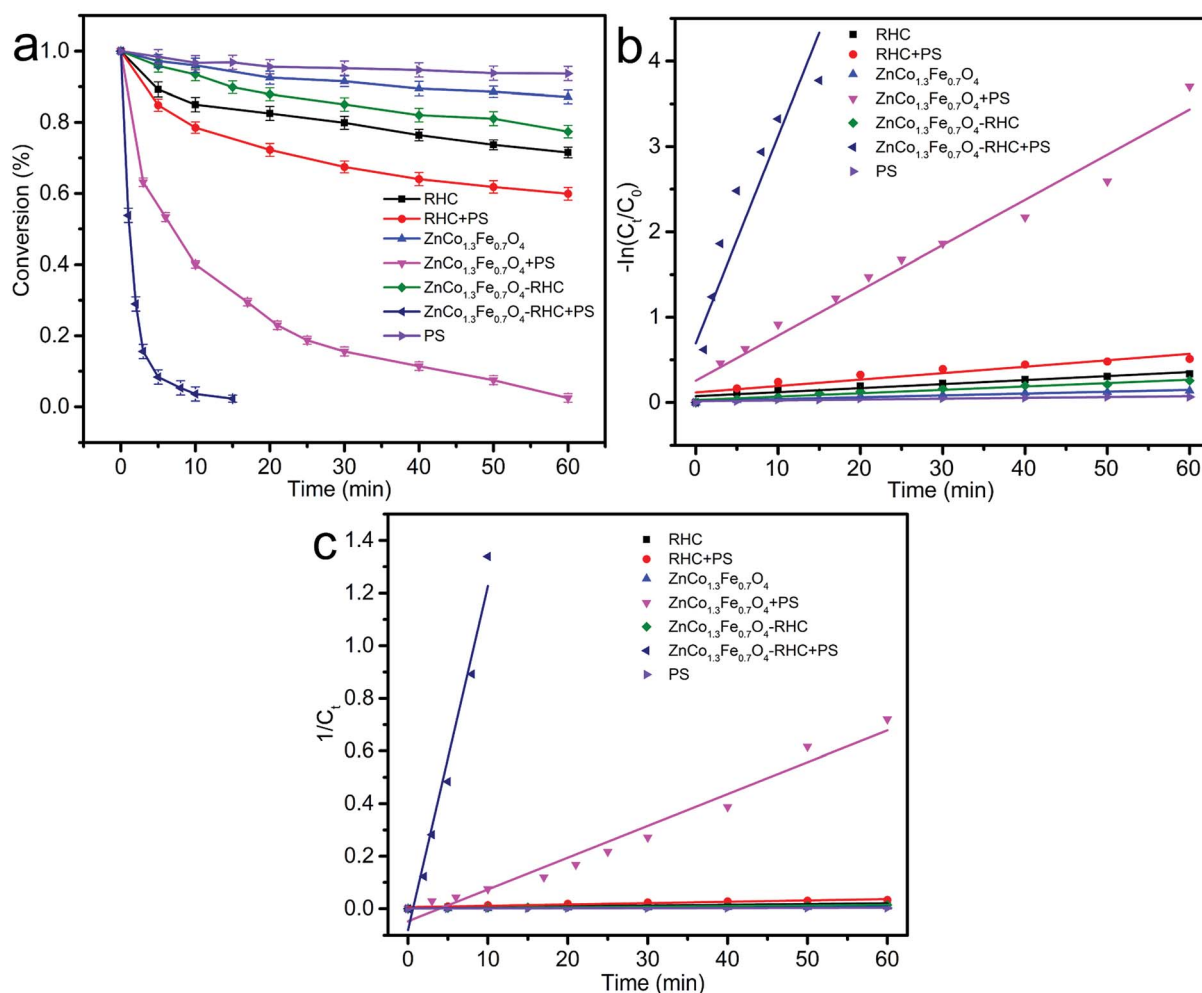 a
Conversion (%)
1.0
0.8
0.6
0.4
0.2
0.0
RHC
RHC+PS
ZnCo1.3Fe0.7O4
ZnCo1.3Fe0.7O4+PS
ZnCo1.3Fe0.7O4-RHC
ZnCo1.3Fe0.7O4-RHC+PS
PS
0 10 20 30 40 50 60
Time (min)
b
-ln(Ct/C0)
4
3
2
1
0
RHC
RHC+PS
ZnCo1.3Fe0.7O4
ZnCo1.3Fe0.7O4+PS
ZnCo1.3Fe0.7O4-RHC
ZnCo1.3Fe0.7O4-RHC+PS
PS
0 10 20 30 40 50 60
Time (min)
c
1/Ct
1.4
1.2
1.0
0.8
0.6
0.4
0.2
0.0
RHC
RHC+PS
ZnCo1.3Fe0.7O4
ZnCo1.3Fe0.7O4+PS
ZnCo1.3Fe0.7O4-RHC
ZnCo1.3Fe0.7O4-RHC+PS
PS
0 10 20 30 40 50 60
Time (min)